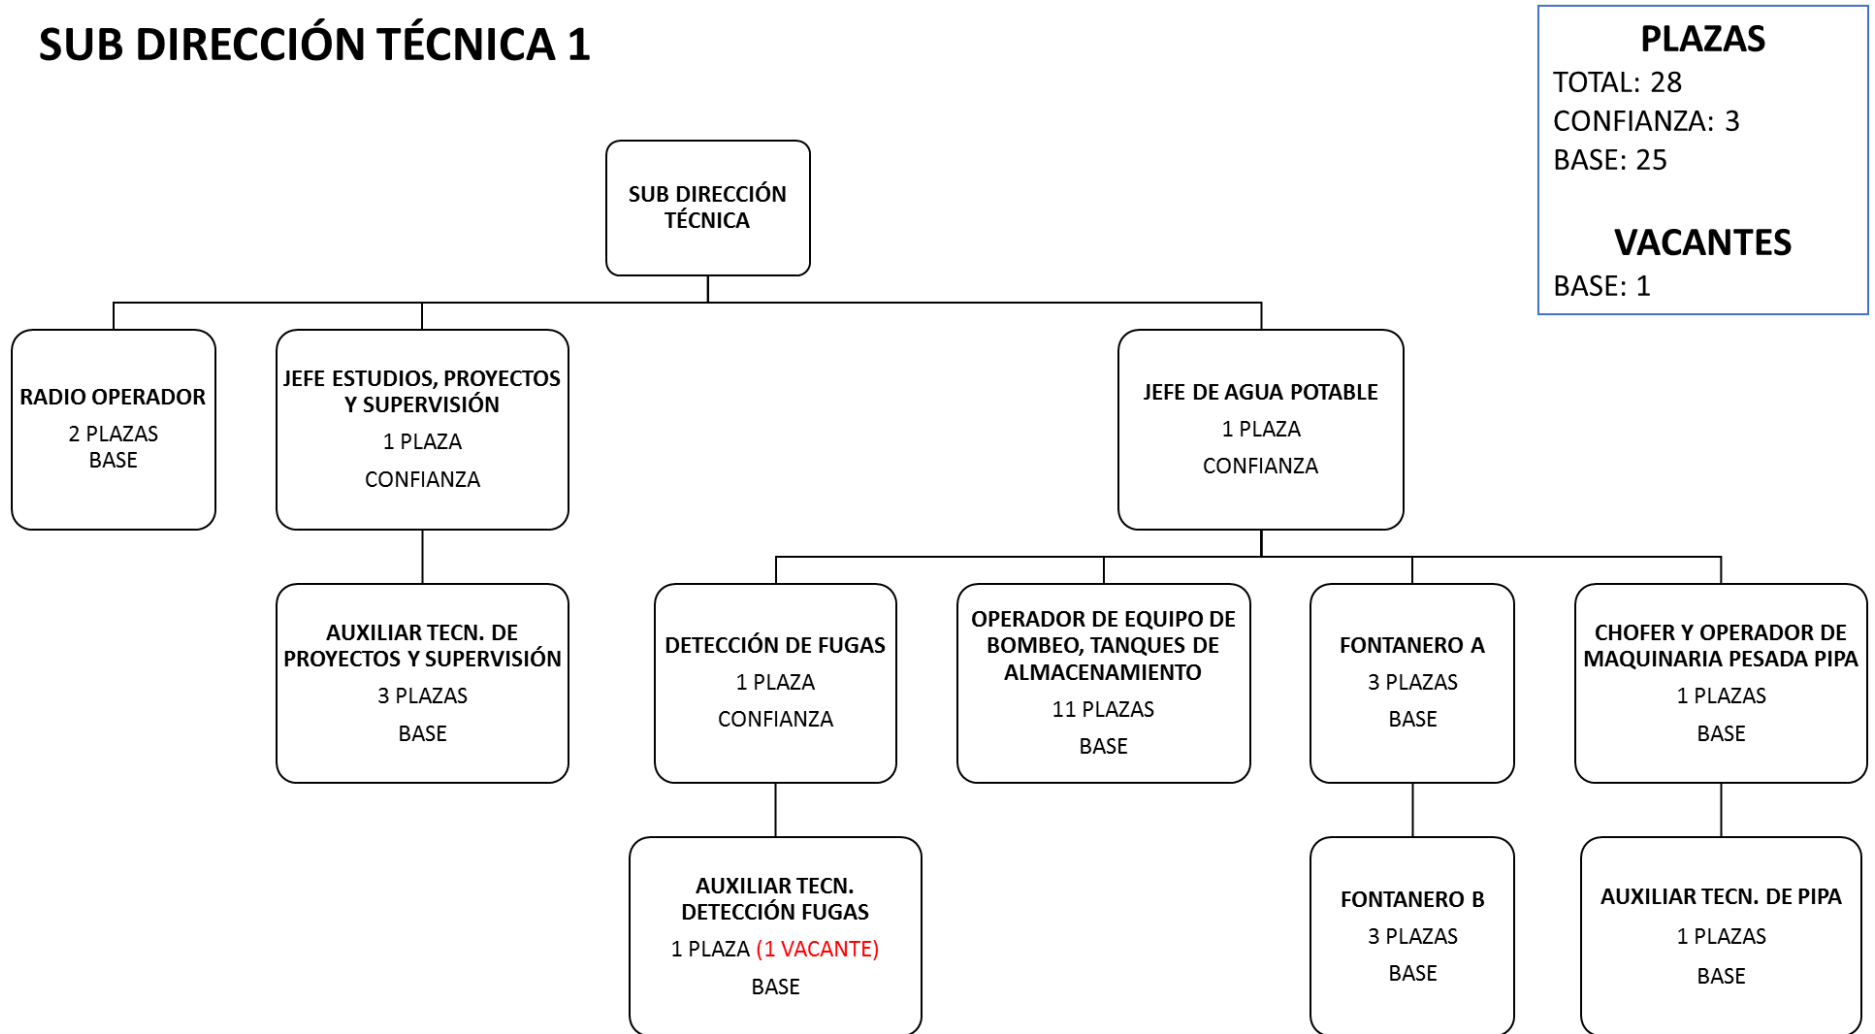 SUB DIRECCIÓN TÉCNICA 1
PLAZAS
TOTAL: 28
CONFIANZA: 3
BASE: 25
VACANTES
BASE: 1
SUB DIRECCIÓN
TÉCNICA
RADIO OPERADOR
2 PLAZAS
BASE
JEFE ESTUDIOS, PROYECTOS
Y SUPERVISIÓN
1 PLAZA
CONFIANZA
JEFE DE AGUA POTABLE
1 PLAZA
CONFIANZA
AUXILIAR TECN. DE
PROYECTOS Y SUPERVISIÓN
3 PLAZAS
BASE
DETECCIÓN DE FUGAS
1 PLAZA
CONFIANZA
OPERADOR DE EQUIPO DE
BOMBEO, TANQUES DE
ALMACENAMIENTO
11 PLAZAS
BASE
FONTANERO A
3 PLAZAS
BASE
CHOFER Y OPERADOR DE
MAQUINARIA PESADA PIPA
1 PLAZAS
BASE
AUXILIAR TECN.
DETECCIÓN FUGAS
1 PLAZA (1 VACANTE)
BASE
FONTANERO B
3 PLAZAS
BASE
AUXILIAR TECN. DE PIPA
1 PLAZAS
BASE